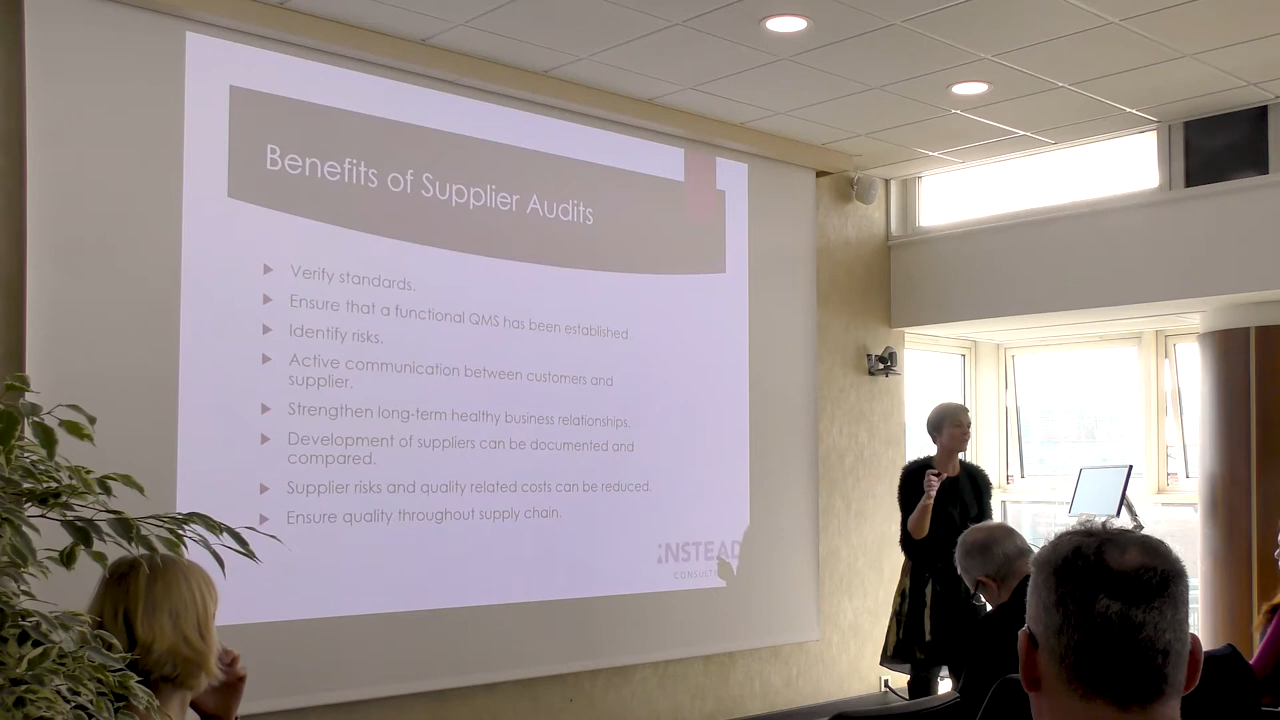 Benefits of Supplier Audits
Verify standards.
Ensure that a functional QMS has been established.
Identify risks.
Active communication between customers and
supplier.
Strengthen long-term healthy business relationships.
Development of suppliers can be documented and
compared.
Supplier risks and quality related costs can be reduced.
Ensure quality throughout supply chain.
INSTEAD